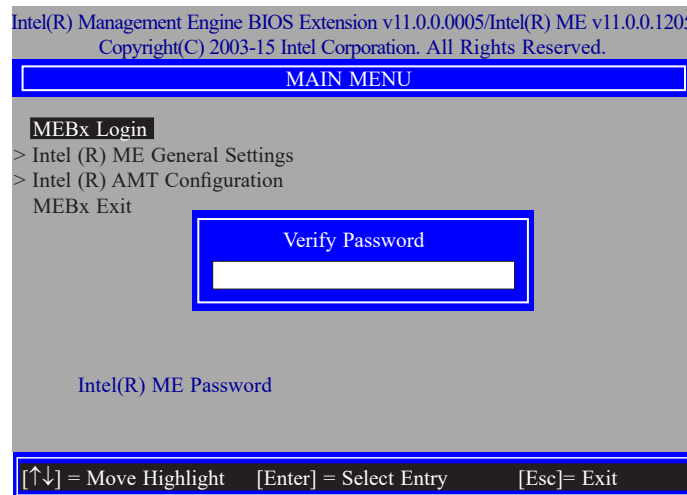 Intel(R) Management Engine BIOS Extension v11.0.0.0005/Intel(R) ME v11.0.0.1205
Copyright(C) 2003-15 Intel Corporation. All Rights Reserved.
MAIN MENU
MEBx Login
> Intel (R) ME General Settings
> Intel (R) AMT Configuration
MEBx Exit
Verify Password
Intel(R) ME Password
[↑↓] = Move Highlight [Enter] = Select Entry [Esc]= Exit